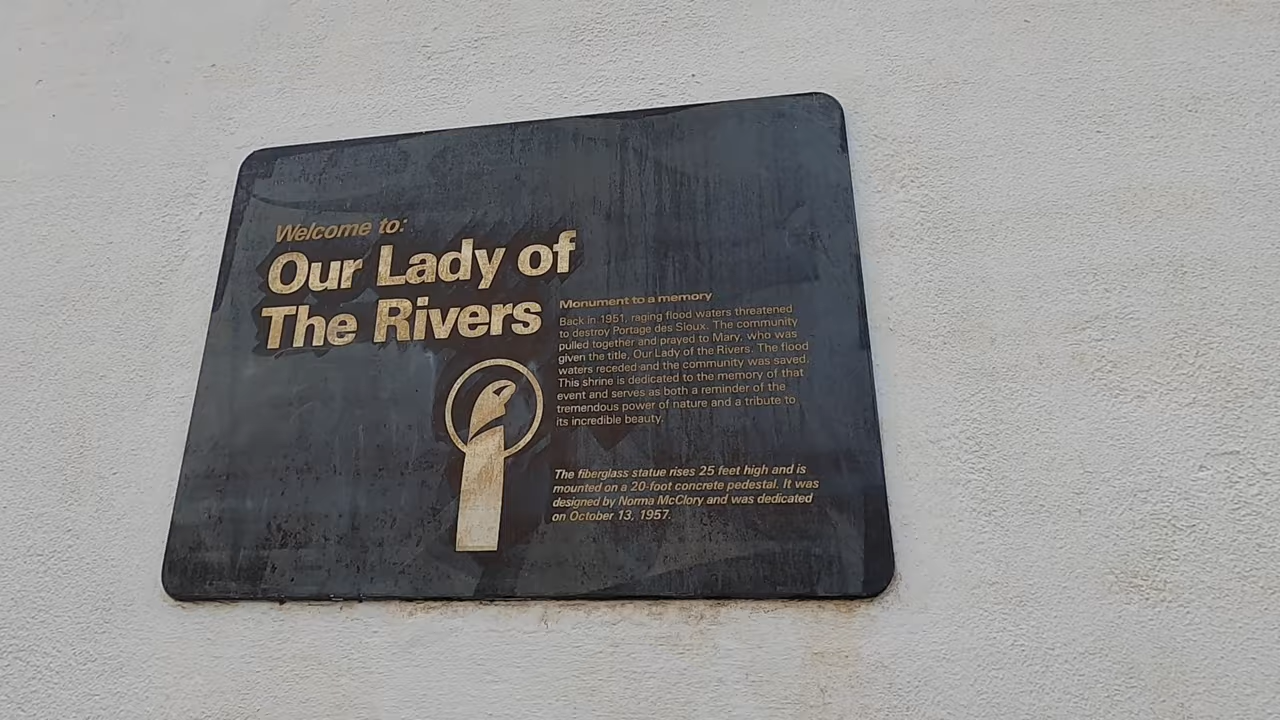 Welcome to:
Our Lady of
The Rivers
Monument to a memory
Back in 1951, raging flood waters threatened
to destroy Portage des Sioux. The community
pulled together and prayed to Mary, who was
given the title, Our Lady of the Rivers. The flood
waters receded and the community was saved.
This shrine is dedicated to the memory of that
event and serves as both a reminder of the
tremendous power of nature and a tribute to
its incredible beauty.
The fiberglass statue rises 25 feet high and is
mounted on a 20-foot concrete pedestal. It was
designed by Norma McClory and was dedicated
on October 13, 1957.